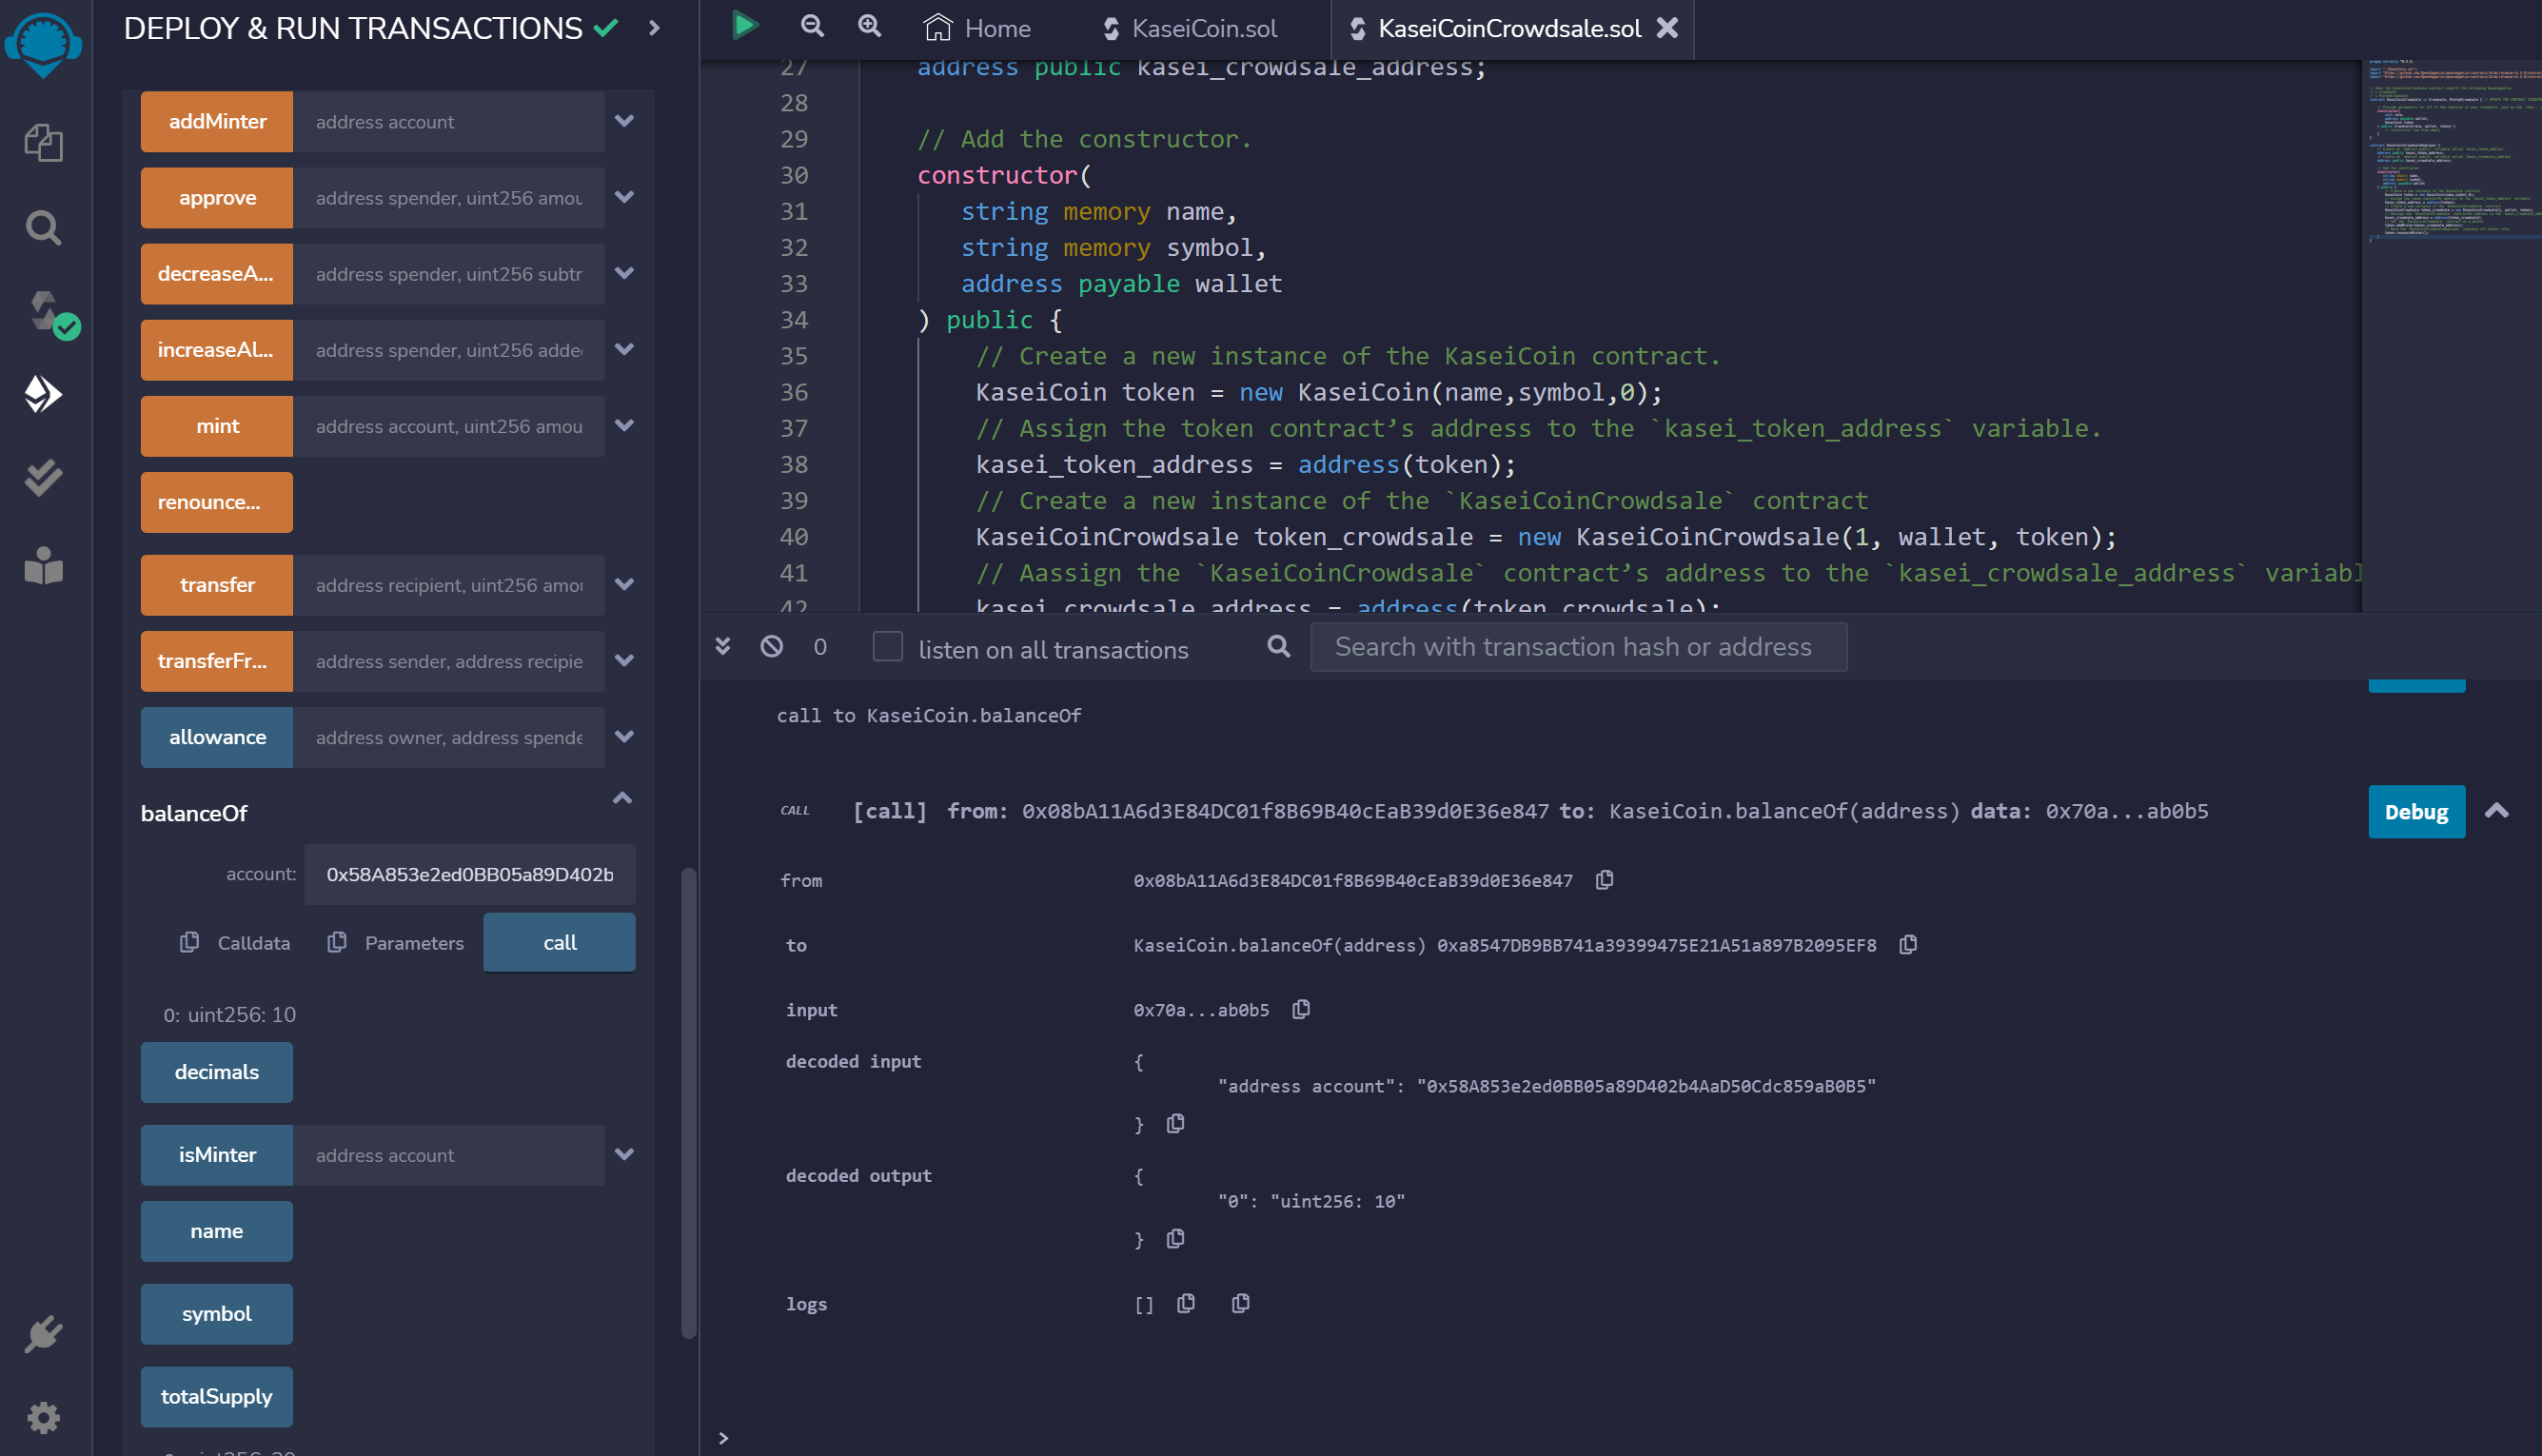 DEPLOY & RUN TRANSACTIONS
addMinter address account
approve address spender, uint256 amou
decreaseA... address spender, uint256 subtr
increaseAl... address spender, uint256 adde
mint address account, uint256 amou
renounce...
transfer address recipient, uint256 amou
transferFr... address sender, address recipie
allowance address owner, address spende
balanceOf
account: 0x58A853e2ed0BB05a89D402b
Calldata Parameters call
0: uint256: 10
decimals
isMinter address account
name
symbol
totalSupply
Home KaseiCoin.sol KaseiCoinCrowdsale.sol
27 address public kasei_crowdsale_address;
28
29 // Add the constructor.
30 constructor(
31 string memory name,
32 string memory symbol,
33 address payable wallet
34 ) public {
35 // Create a new instance of the KaseiCoin contract.
36 KaseiCoin token = new KaseiCoin(name,symbol,0);
37 // Assign the token contract’s address to the `kasei_token_address` variable.
38 kasei_token_address = address(token);
39 // Create a new instance of the `KaseiCoinCrowdsale` contract
40 KaseiCoinCrowdsale token_crowdsale = new KaseiCoinCrowdsale(1, wallet, token);
41 // Aassign the `KaseiCoinCrowdsale` contract’s address to the `kasei_crowdsale_address` variabl
42 kasei_crowdsale_address = address(token_crowdsale);
0 listen on all transactions Search with transaction hash or address
call to KaseiCoin.balanceOf
CALL [call] from: 0x08bA11A6d3E84DC01f8B69B40cEaB39d0E36e847 to: KaseiCoin.balanceOf(address) data: 0x70a...ab0b5 Debug
from 0x08bA11A6d3E84DC01f8B69B40cEaB39d0E36e847
to KaseiCoin.balanceOf(address) 0xa8547DB9BB741a39399475E21A51a897B2095EF8
input 0x70a...ab0b5
decoded input {
"address account": "0x58A853e2ed0BB05a89D402b4AaD50Cdc859aB0B5"
}
decoded output {
"0": "uint256: 10"
}
logs []
>